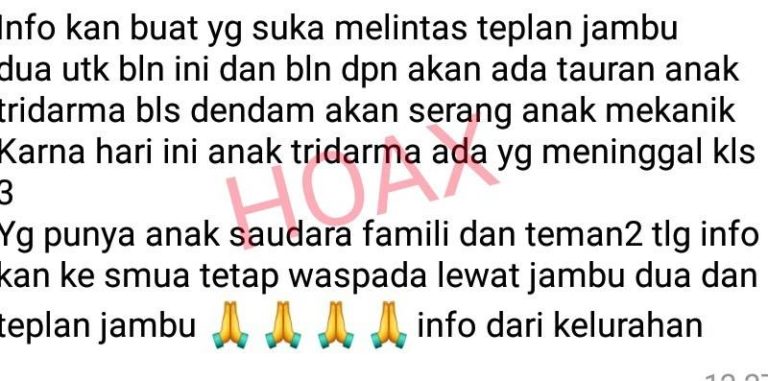 Info kan buat yg suka melintas teplan jambu
dua utk bln ini dan bln dpn akan ada tauran anak
tridarma bls dendam akan serang anak mekanik
Karna hari ini anak tridarma ada yg meninggal kls
3
Yg punya anak saudara famili dan teman2 tlg info
kan ke smua tetap waspada lewat jambu dua dan
teplan jambu 🙏 🙏 🙏 🙏 info dari kelurahan
HOAX